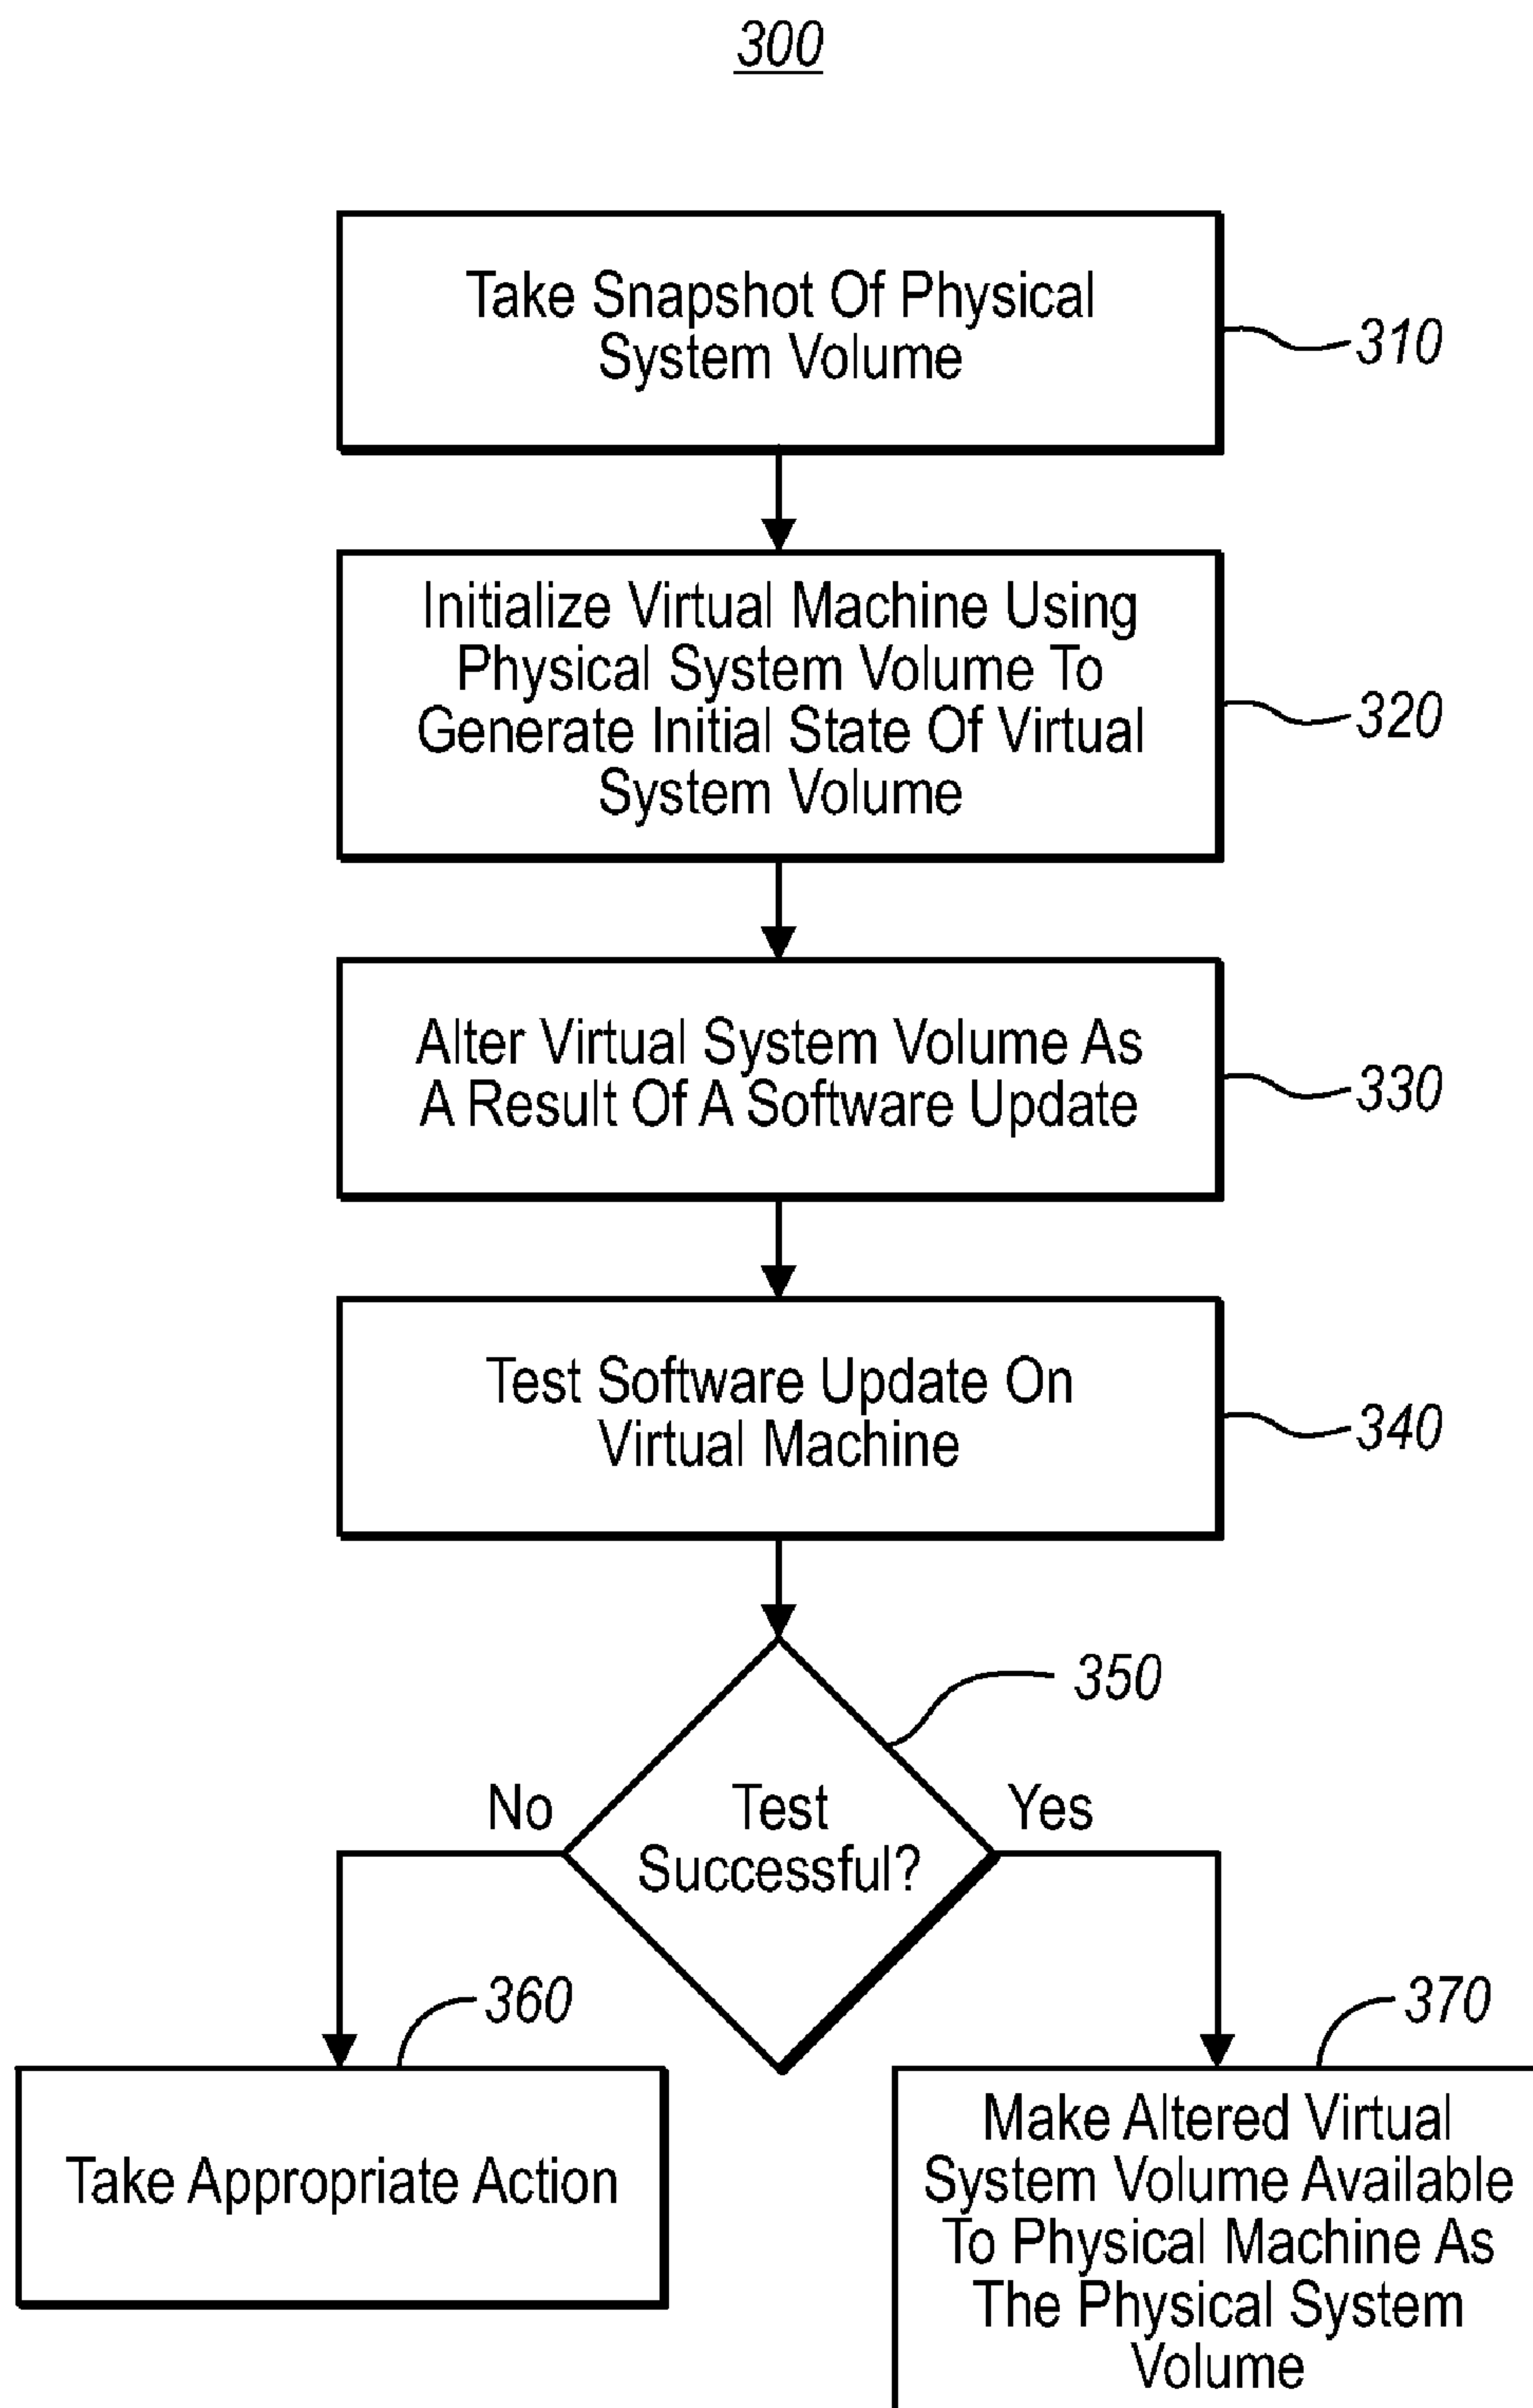 300
Take Snapshot Of Physical
System Volume
310
Initialize Virtual Machine Using
Physical System Volume To
Generate Initial State Of Virtual
System Volume
320
Alter Virtual System Volume As
A Result Of A Software Update
330
Test Software Update On
Virtual Machine
340
350
No
Test
Successful?
Yes
360
Take Appropriate Action
370
Make Altered Virtual
System Volume Available
To Physical Machine As
The Physical System
Volume